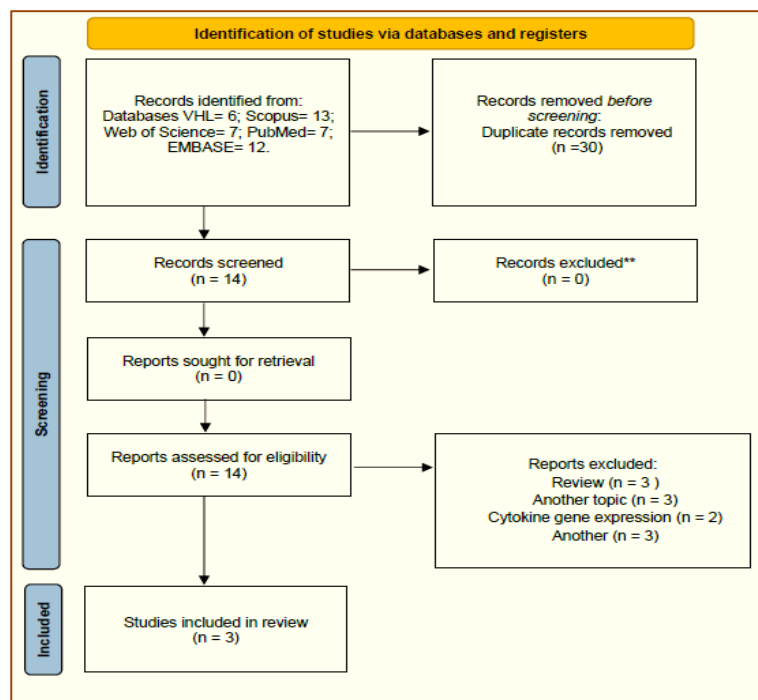 Identification of studies via databases and registers
Identification
Records identified from:
Databases VHL= 6; Scopus= 13;
Web of Science= 7; PubMed= 7;
EMBASE= 12.
Records removed before
screening:
Duplicate records removed
(n =30)
Screening
Records screened
(n = 14)
Records excluded**
(n = 0)
Reports sought for retrieval
(n = 0)
Reports assessed for eligibility
(n = 14)
Reports excluded:
Review (n = 3 )
Another topic (n = 3)
Cytokine gene expression (n = 2)
Another (n = 3)
Included
Studies included in review
(n = 3)